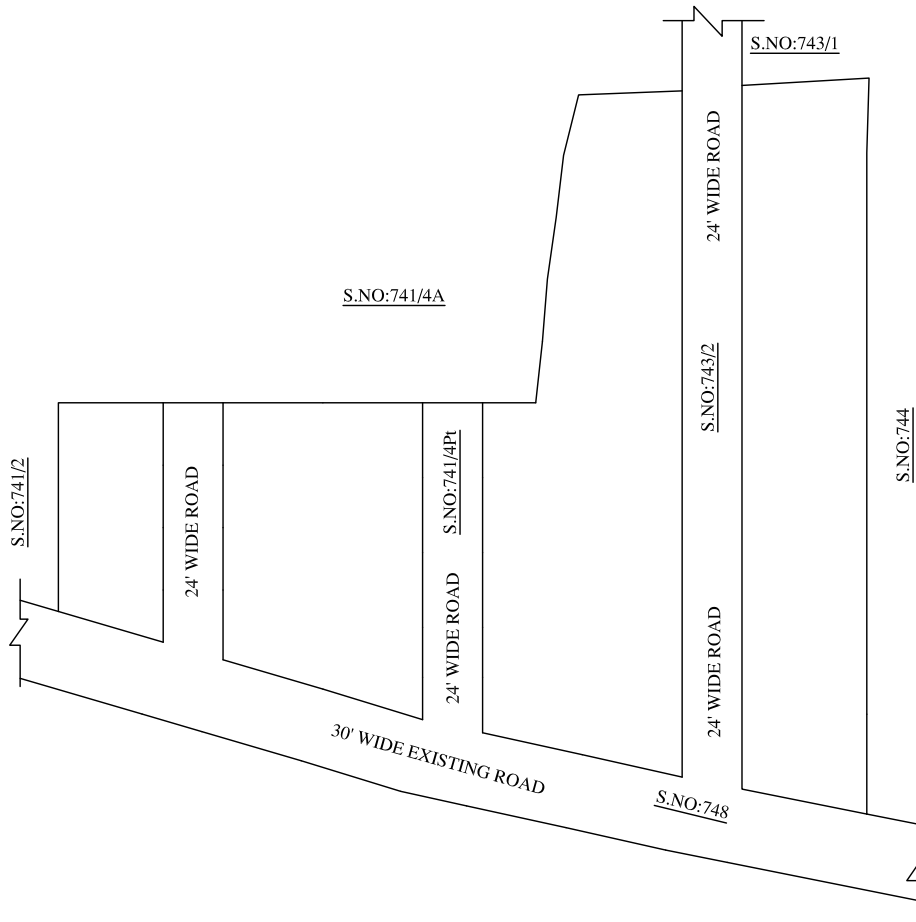 S.NO:743/1
24' WIDE ROAD
S.NO:741/4A
S.NO:743/2
S.NO:744
S.NO:741/2
24' WIDE ROAD
S.NO:741/4Pt
24' WIDE ROAD
24' WIDE ROAD
30' WIDE EXISTING ROAD
S.NO:748